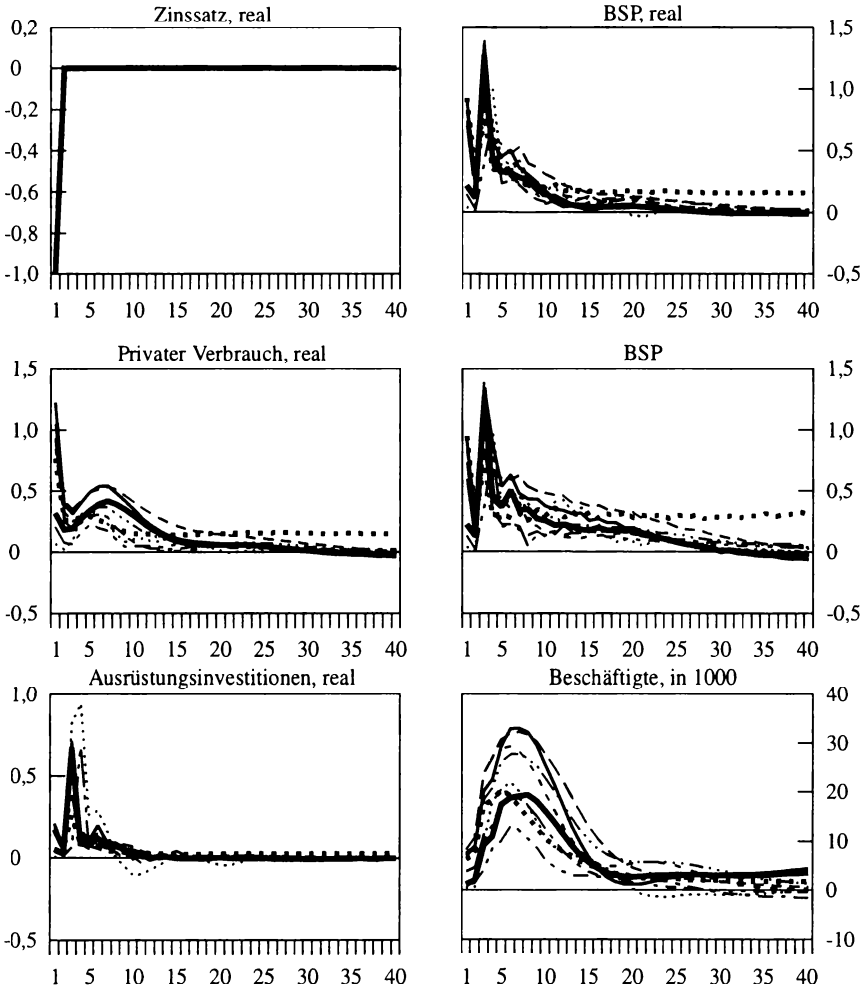 Zinssatz, real
0,2
0
-0,2
-0,4
-0,6
-0,8
-1,0
1 5 10 15 20 25 30 35 40
BSP, real
1,5
1,0
0,5
0
-0,5
1 5 10 15 20 25 30 35 40
Privater Verbrauch, real
1,5
1,0
0,5
0
-0,5
1 5 10 15 20 25 30 35 40
BSP
1,5
1,0
0,5
0
-0,5
1 5 10 15 20 25 30 35 40
Ausrüstungsinvestitionen, real
1,0
0,5
0
-0,5
1 5 10 15 20 25 30 35 40
Beschäftigte, in 1000
40
30
20
10
0
-10
1 5 10 15 20 25 30 35 40